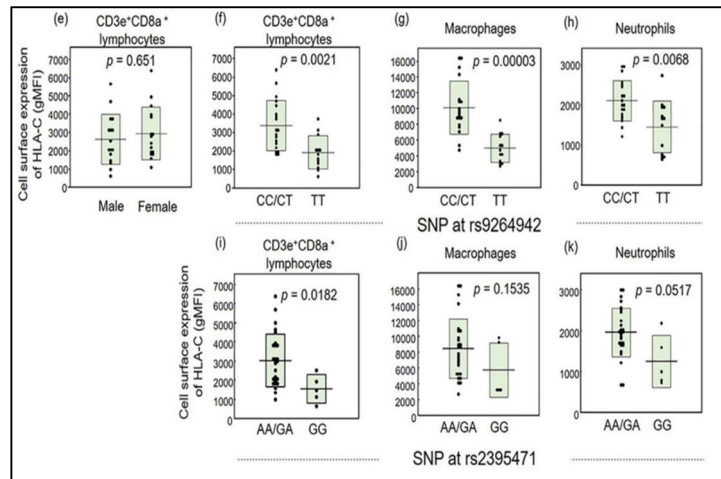 (e) CD3e⁺CD8a⁺ lymphocytes
p = 0.651
Cell surface expression of HLA-C (gMFI)
7000
6000
5000
4000
3000
2000
1000
0
Male Female
(f) CD3e⁺CD8a⁺ lymphocytes
p = 0.0021
7000
6000
5000
4000
3000
2000
1000
0
CC/CT TT
(g) Macrophages
p = 0.00003
16000
14000
12000
10000
8000
6000
4000
2000
0
CC/CT TT
(h) Neutrophils
p = 0.0068
3000
2000
1000
0
CC/CT TT
SNP at rs9264942
(i) CD3e⁺CD8a⁺ lymphocytes
p = 0.0182
Cell surface expression of HLA-C (gMFI)
7000
6000
5000
4000
3000
2000
1000
0
AA/GA GG
(j) Macrophages
p = 0.1535
16000
14000
12000
10000
8000
6000
4000
2000
0
AA/GA GG
(k) Neutrophils
p = 0.0517
3000
2000
1000
0
AA/GA GG
SNP at rs2395471